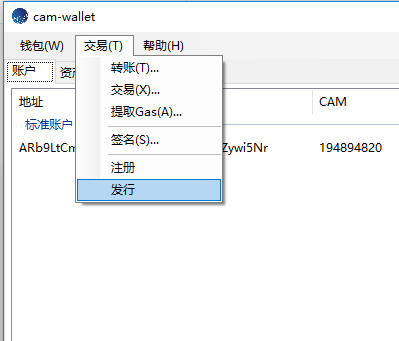 cam-wallet
钱包(W) 交易(T) 帮助(H)
账户
转账(T)...
交易(X)...
提取Gas(A)...
签名(S)...
注册
发行
地址 CAM
标准账户
ARb9LtCm Zywi5Nr 194894820